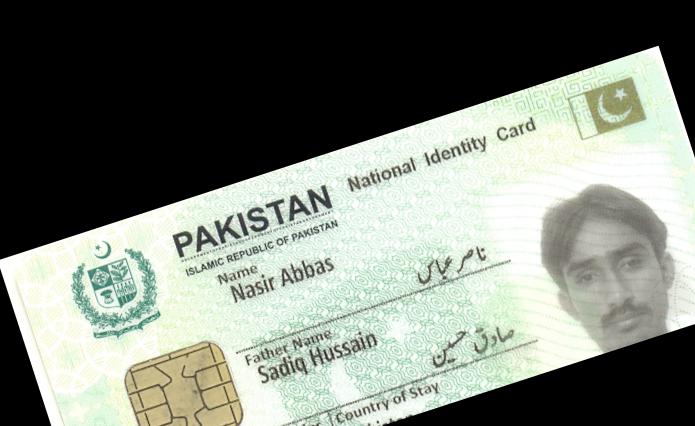 PAKISTAN National Identity Card
ISLAMIC REPUBLIC OF PAKISTAN
Name
Nasir Abbas
ناصر عباس
Father Name
Sadiq Hussain
صادق حسین
Country of Stay